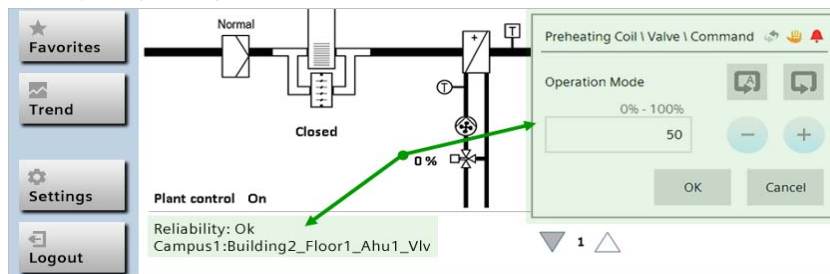 Favorites
Trend
Settings
Logout
Normal
T
+
T
Closed
0 %
Plant control On
Reliability: Ok
Campus1:Building2_Floor1_Ahu1_Vlv
Preheating Coil \ Valve \ Command
Operation Mode
A
0% - 100%
50
− +
OK Cancel
1